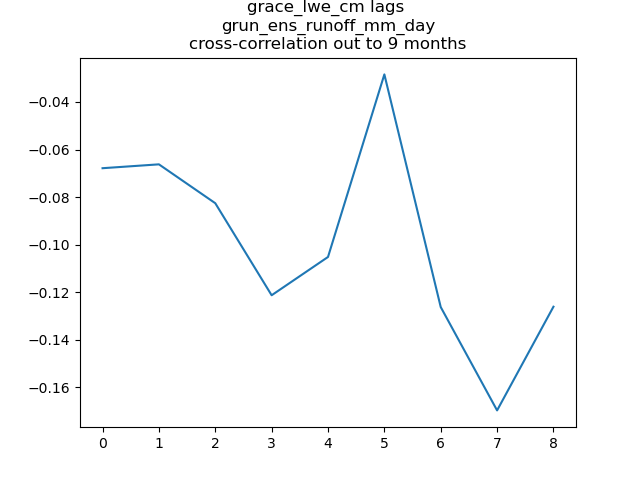 grace_lwe_cm lags
grun_ens_runoff_mm_day
cross-correlation out to 9 months
−0.04
−0.06
−0.08
−0.10
−0.12
−0.14
−0.16
0 1 2 3 4 5 6 7 8